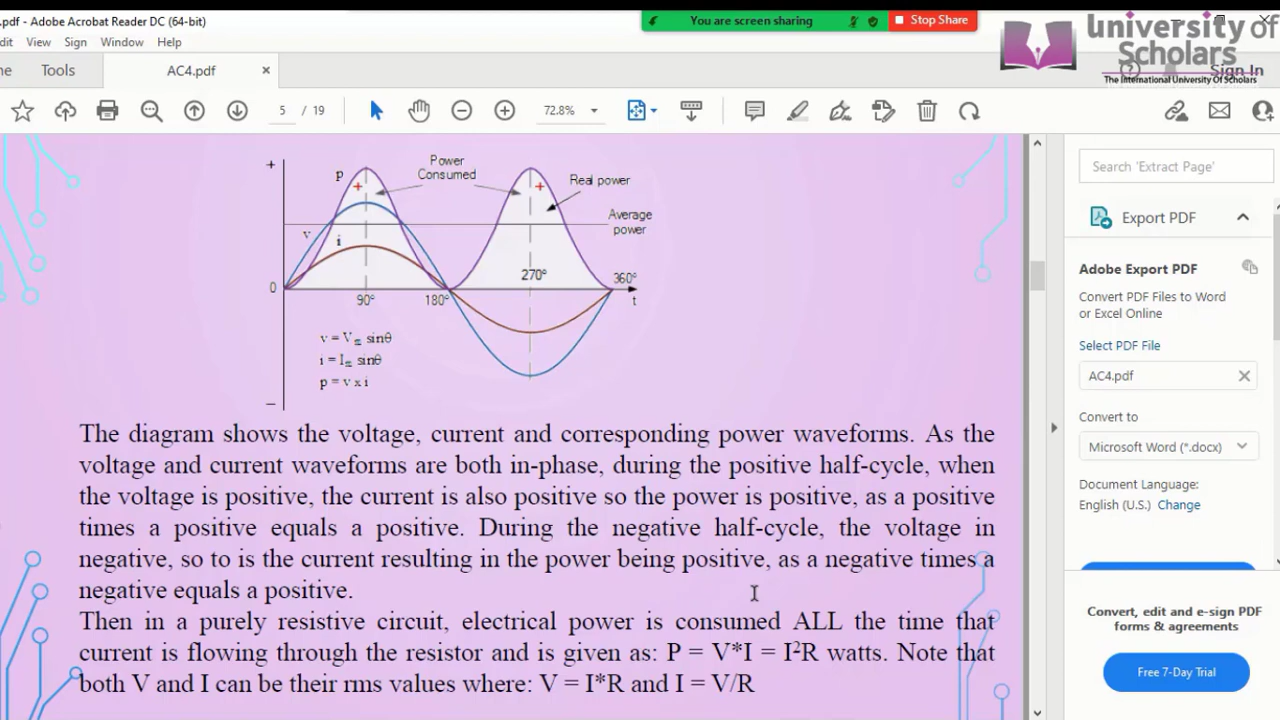 .pdf - Adobe Acrobat Reader DC (64-bit)
You are screen sharing
Stop Share
university of
Scholars
The International University Of Scholars
dit View Sign Window Help
ne Tools AC4.pdf ×
Sign In
5 / 19
72.8%
+
p
Power
Consumed
+
+
Real power
Average
power
v
i
0
90°
180°
270°
360°
t
v = Vm sinθ
i = Im sinθ
p = v x i
−
The diagram shows the voltage, current and corresponding power waveforms. As the
voltage and current waveforms are both in-phase, during the positive half-cycle, when
the voltage is positive, the current is also positive so the power is positive, as a positive
times a positive equals a positive. During the negative half-cycle, the voltage in
negative, so to is the current resulting in the power being positive, as a negative times a
negative equals a positive.
Then in a purely resistive circuit, electrical power is consumed ALL the time that
current is flowing through the resistor and is given as: P = V*I = I²R watts. Note that
both V and I can be their rms values where: V = I*R and I = V/R
Search 'Extract Page'
Export PDF
Adobe Export PDF
Convert PDF Files to Word
or Excel Online
Select PDF File
AC4.pdf
Convert to
Microsoft Word (*.docx)
Document Language:
English (U.S.) Change
Convert, edit and e-sign PDF
forms & agreements
Free 7-Day Trial